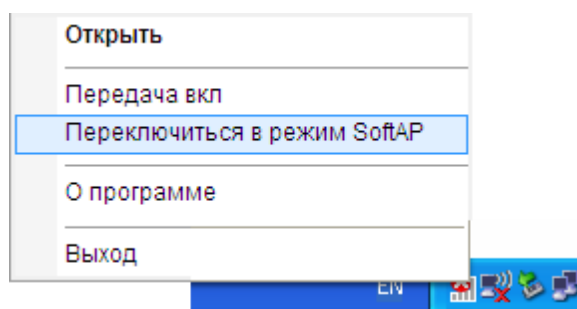 Открыть
Передача вкл
Переключиться в режим SoftAP
О программе
Выход
EN